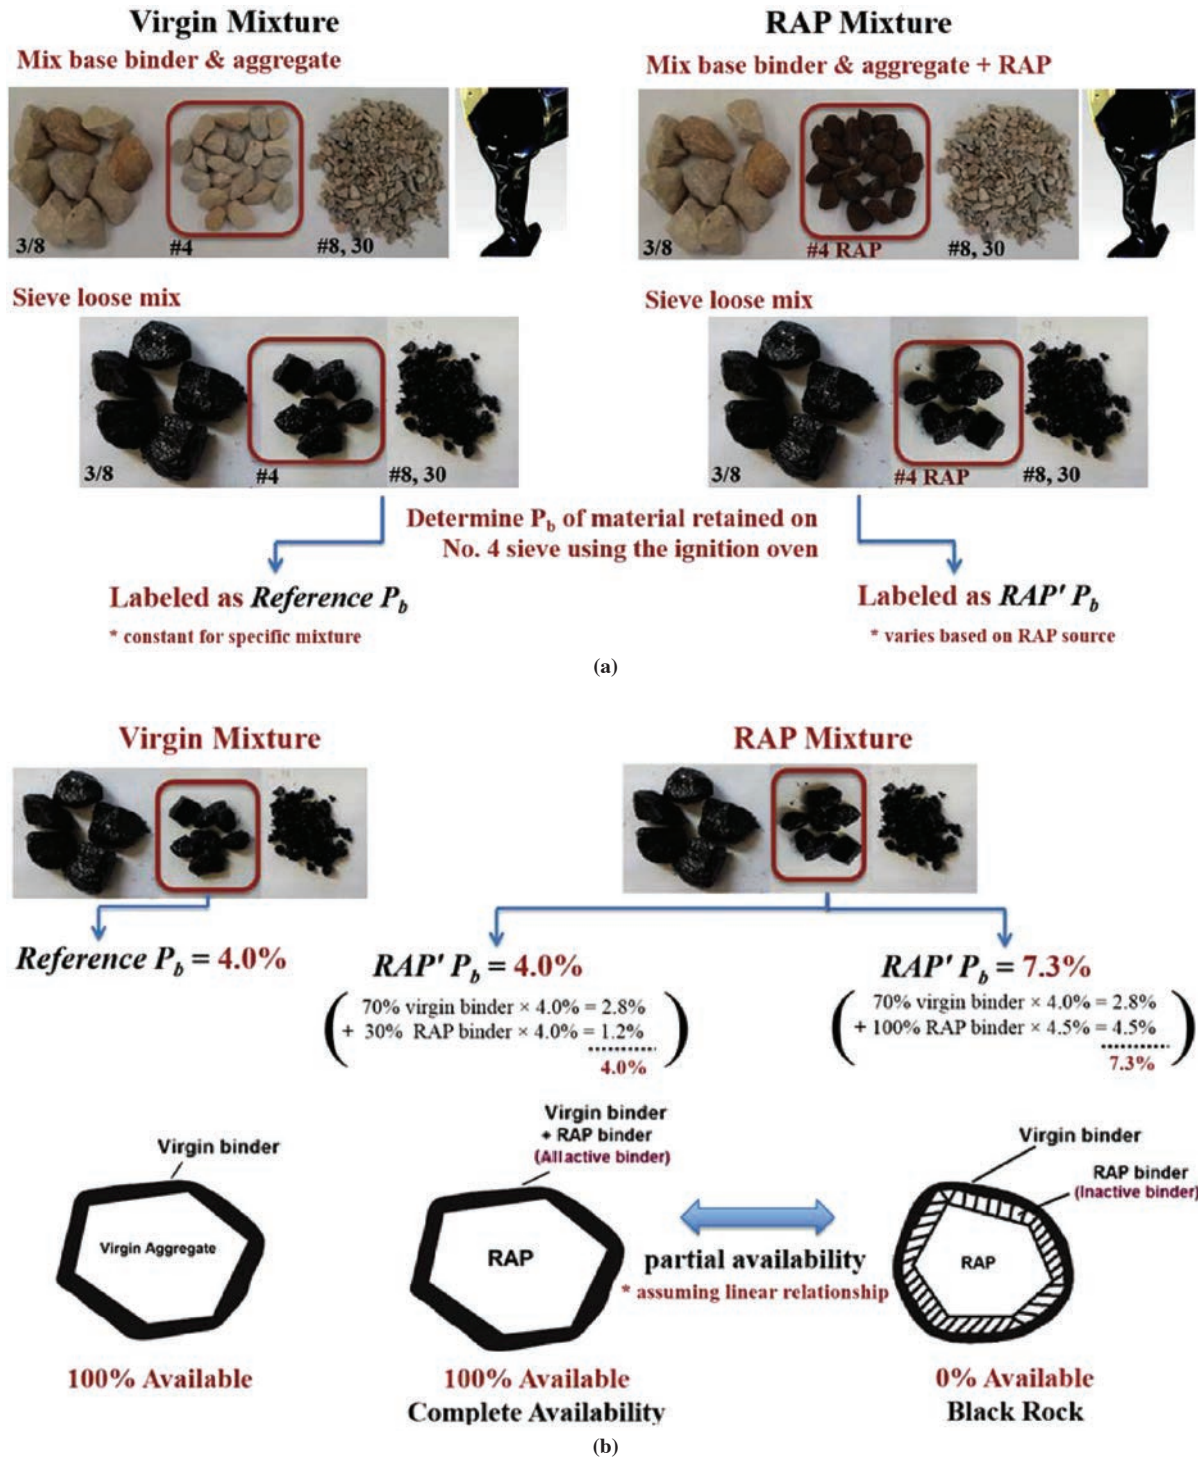 Virgin Mixture
Mix base binder & aggregate
3/8
#4
#8, 30
Sieve loose mix
3/8
#4
#8, 30
RAP Mixture
Mix base binder & aggregate + RAP
3/8
#4 RAP
#8, 30
Sieve loose mix
3/8
#4 RAP
#8, 30
Determine Pb of material retained on
No. 4 sieve using the ignition oven
Labeled as Reference Pb
* constant for specific mixture
Labeled as RAP' Pb
* varies based on RAP source
(a)
Virgin Mixture
RAP Mixture
Reference Pb = 4.0%
RAP' Pb = 4.0%
70% virgin binder × 4.0% = 2.8%
+ 30% RAP binder × 4.0% = 1.2%
4.0%
RAP' Pb = 7.3%
70% virgin binder × 4.0% = 2.8%
+ 100% RAP binder × 4.5% = 4.5%
7.3%
Virgin binder
Virgin Aggregate
100% Available
Virgin binder
+ RAP binder
(All active binder)
RAP
100% Available
Complete Availability
partial availability
* assuming linear relationship
Virgin binder
RAP binder
(Inactive binder)
RAP
0% Available
Black Rock
(b)